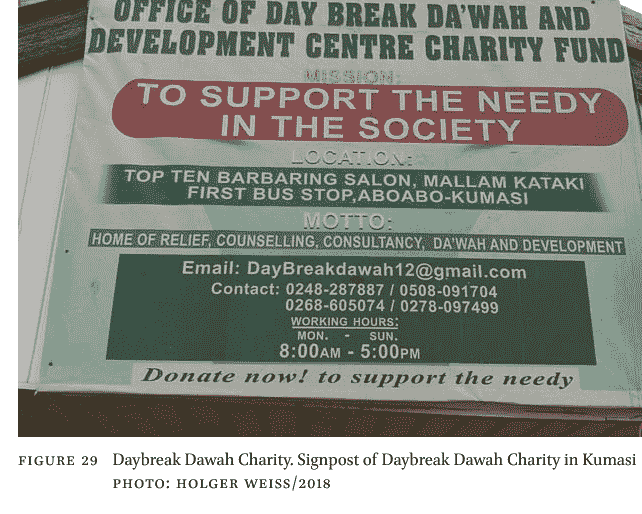 OFFICE OF DAY BREAK DA'WAH AND
DEVELOPMENT CENTRE CHARITY FUND
MISSION:
TO SUPPORT THE NEEDY
IN THE SOCIETY
LOCATION:
TOP TEN BARBARING SALON, MALLAM KATAKI
FIRST BUS STOP,ABOABO-KUMASI
MOTTO:
HOME OF RELIEF, COUNSELLING, CONSULTANCY, DA'WAH AND DEVELOPMENT
Email: DayBreakdawah12@gmail.com
Contact: 0248-287887 / 0508-091704
0268-605074 / 0278-097499
WORKING HOURS:
MON. - SUN.
8:00AM - 5:00PM
Donate now! to support the needy
FIGURE 29 Daybreak Dawah Charity. Signpost of Daybreak Dawah Charity in Kumasi
PHOTO: HOLGER WEISS/2018